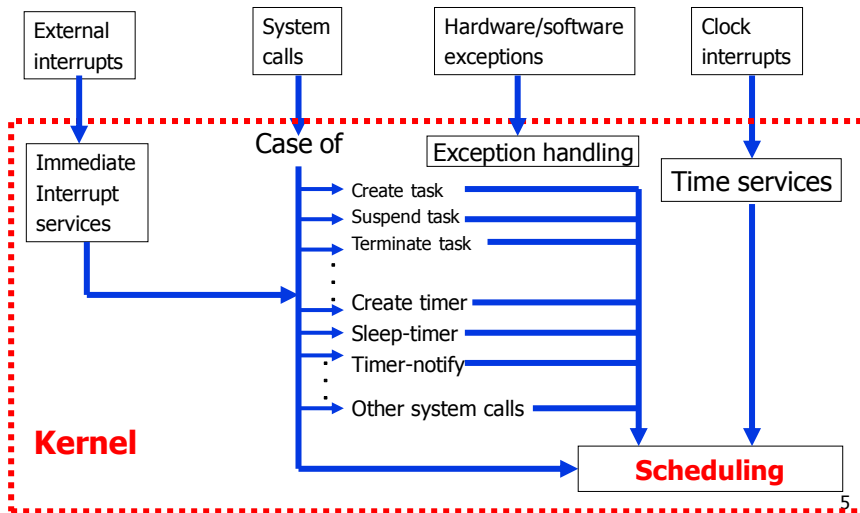 External
interrupts
System
calls
Hardware/software
exceptions
Clock
interrupts
Immediate
Interrupt
services
Case of
Exception handling
Time services
Create task
Suspend task
Terminate task
Create timer
Sleep-timer
Timer-notify
Other system calls
Kernel
Scheduling
5